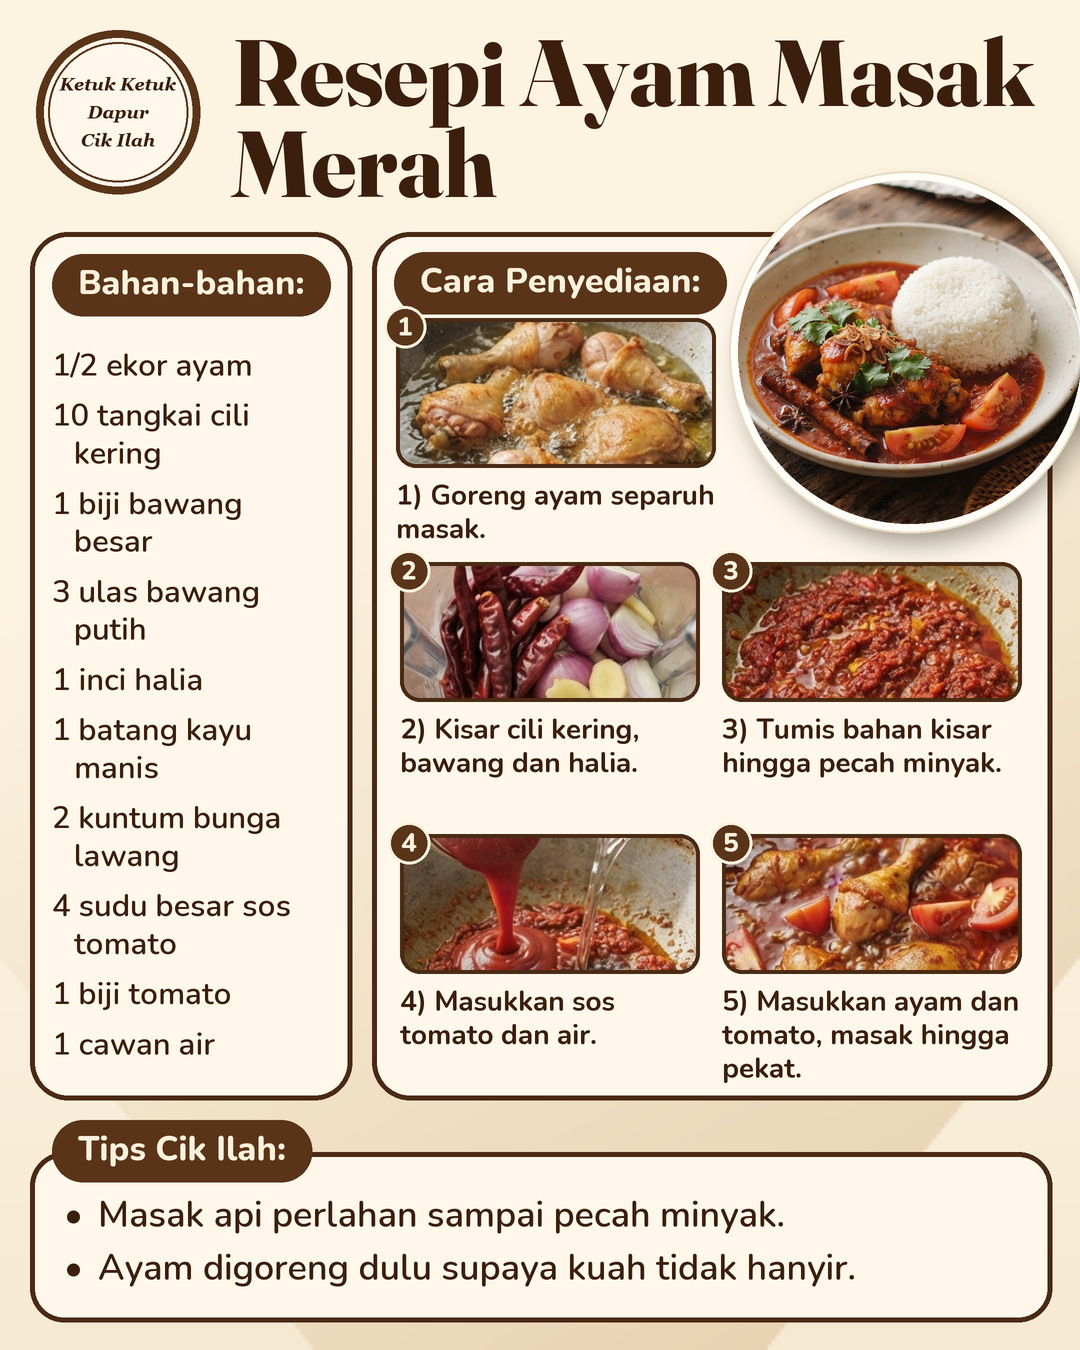 Ketuk Ketuk
Dapur
Cik Ilah
Resepi Ayam Masak
Merah
Bahan-bahan:
1/2 ekor ayam
10 tangkai cili
kering
1 biji bawang
besar
3 ulas bawang
putih
1 inci halia
1 batang kayu
manis
2 kuntum bunga
lawang
4 sudu besar sos
tomato
1 biji tomato
1 cawan air
Cara Penyediaan:
1
1) Goreng ayam separuh
masak.
2
2) Kisar cili kering,
bawang dan halia.
3
3) Tumis bahan kisar
hingga pecah minyak.
4
4) Masukkan sos
tomato dan air.
5
5) Masukkan ayam dan
tomato, masak hingga
pekat.
Tips Cik Ilah:
• Masak api perlahan sampai pecah minyak.
• Ayam digoreng dulu supaya kuah tidak hanyir.